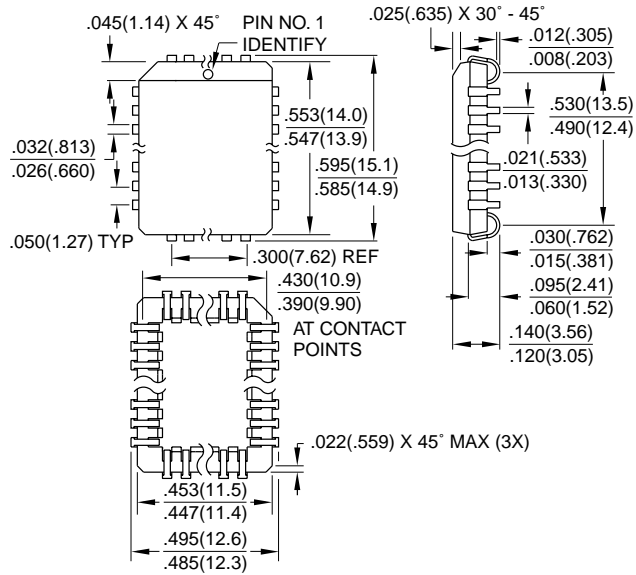 .045(1.14) X 45˚
PIN NO. 1
IDENTIFY
.025(.635) X 30˚ - 45˚
.012(.305)
.008(.203)
.553(14.0)
.547(13.9)
.530(13.5)
.490(12.4)
.032(.813)
.026(.660)
.595(15.1)
.585(14.9)
.021(.533)
.013(.330)
.050(1.27) TYP
.300(7.62) REF
.030(.762)
.015(.381)
.430(10.9)
.390(9.90)
AT CONTACT
POINTS
.095(2.41)
.060(1.52)
.140(3.56)
.120(3.05)
.022(.559) X 45˚ MAX (3X)
.453(11.5)
.447(11.4)
.495(12.6)
.485(12.3)